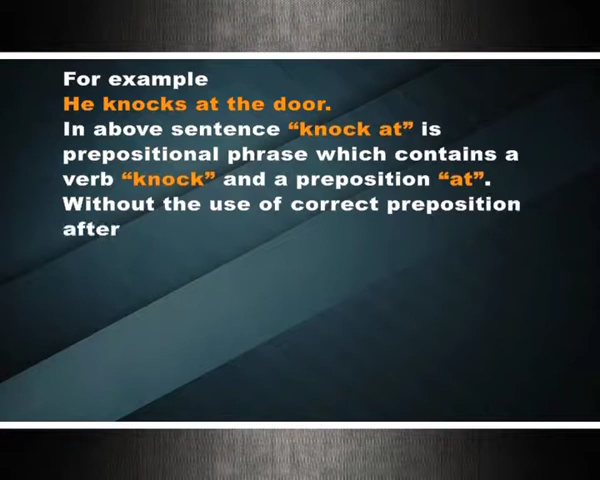 For example
He knocks at the door.
In above sentence “knock at” is
prepositional phrase which contains a
verb “knock” and a preposition “at”.
Without the use of correct preposition
after